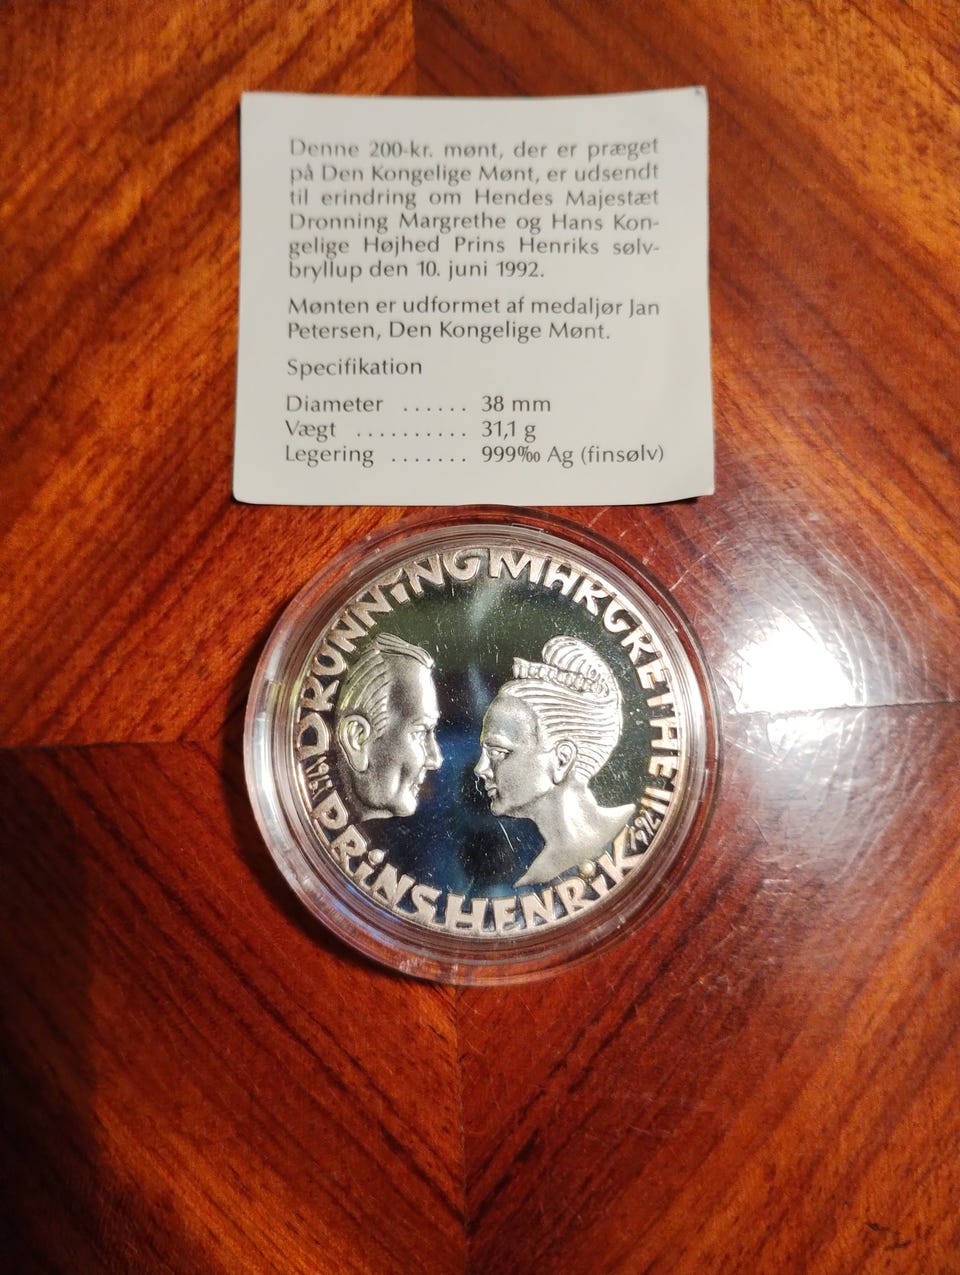 Denne 200-kr. mønt, der er præget
på Den Kongelige Mønt, er udsendt
til erindring om Hendes Majestæt
Dronning Margrethe og Hans Kon-
gelige Højhed Prins Henriks sølv-
bryllup den 10. juni 1992.
Mønten er udformet af medaljør Jan
Petersen, Den Kongelige Mønt.
Specifikation
Diameter ...... 38 mm
Vægt .......... 31,1 g
Legering ....... 999‰ Ag (finsølv)
DRONNiNG MARGRETHE II
PRiNS HENRiK